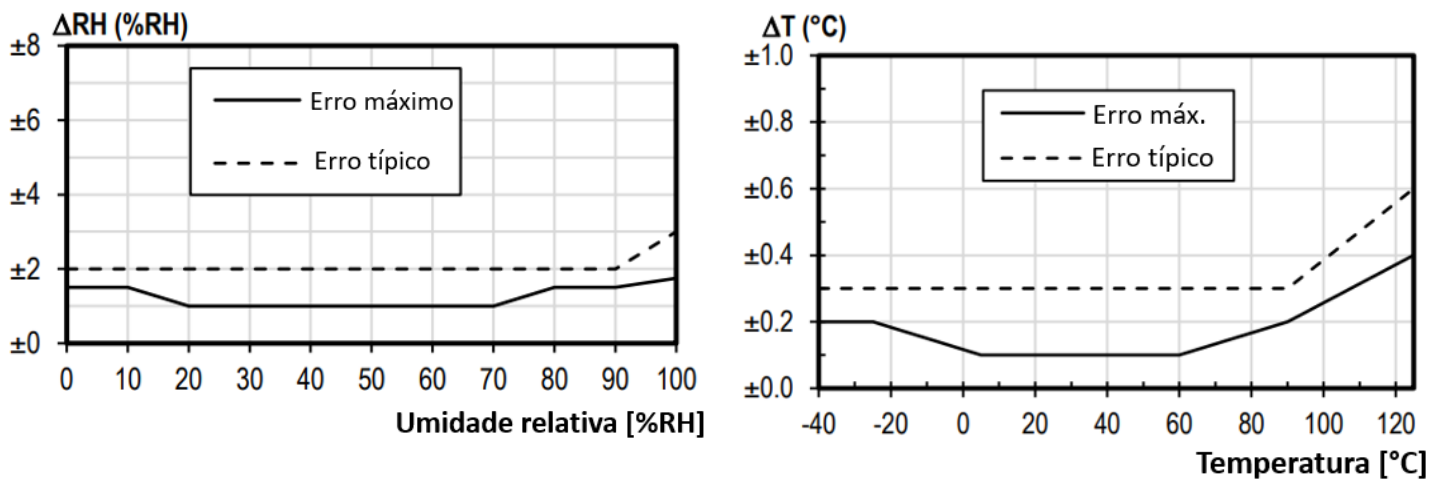 ΔRH (%RH)
±8
±6
±4
±2
±0
Erro máximo
Erro típico
0 10 20 30 40 50 60 70 80 90 100
Umidade relativa [%RH]
ΔT (°C)
±1.0
±0.8
±0.6
±0.4
±0.2
±0.0
Erro máx.
Erro típico
-40 -20 0 20 40 60 80 100 120
Temperatura [°C]